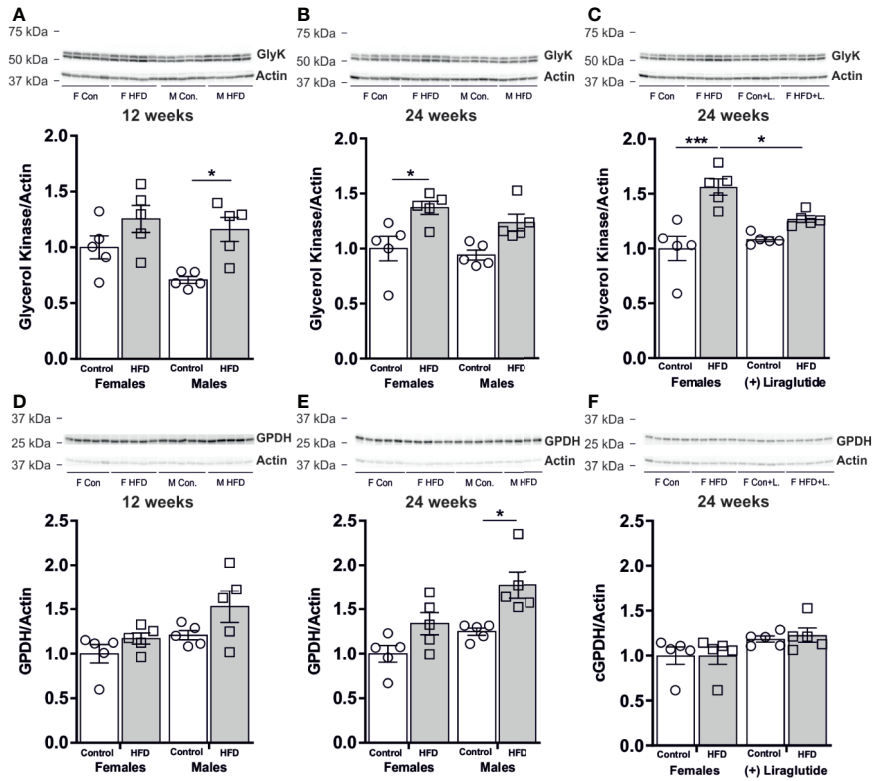 A
75 kDa –
50 kDa –
37 kDa –
GlyK
Actin
F Con F HFD M Con. M HFD
12 weeks
Glycerol Kinase/Actin
2.0
1.5
1.0
0.5
0.0
*
Control HFD Control HFD
Females Males
B
75 kDa –
50 kDa –
37 kDa –
GlyK
Actin
F Con F HFD M Con. M HFD
24 weeks
Glycerol Kinase/Actin
2.0
1.5
1.0
0.5
0.0
*
Control HFD Control HFD
Females Males
C
75 kDa –
50 kDa –
37 kDa –
GlyK
Actin
F Con F HFD F Con+L. F HFD+L.
24 weeks
Glycerol Kinase/Actin
2.0
1.5
1.0
0.5
0.0
*** *
Control HFD Control HFD
Females (+) Liraglutide
D
37 kDa –
25 kDa –
37 kDa –
GPDH
Actin
F Con F HFD M Con. M HFD
12 weeks
GPDH/Actin
2.5
2.0
1.5
1.0
0.5
0.0
Control HFD Control HFD
Females Males
E
37 kDa –
25 kDa –
37 kDa –
GPDH
Actin
F Con F HFD M Con. M HFD
24 weeks
GPDH/Actin
2.5
2.0
1.5
1.0
0.5
0.0
*
Control HFD Control HFD
Females Males
F
37 kDa –
25 kDa –
37 kDa –
GPDH
Actin
F Con F HFD F Con+L. F HFD+L.
24 weeks
cGPDH/Actin
2.5
2.0
1.5
1.0
0.5
0.0
Control HFD Control HFD
Females (+) Liraglutide